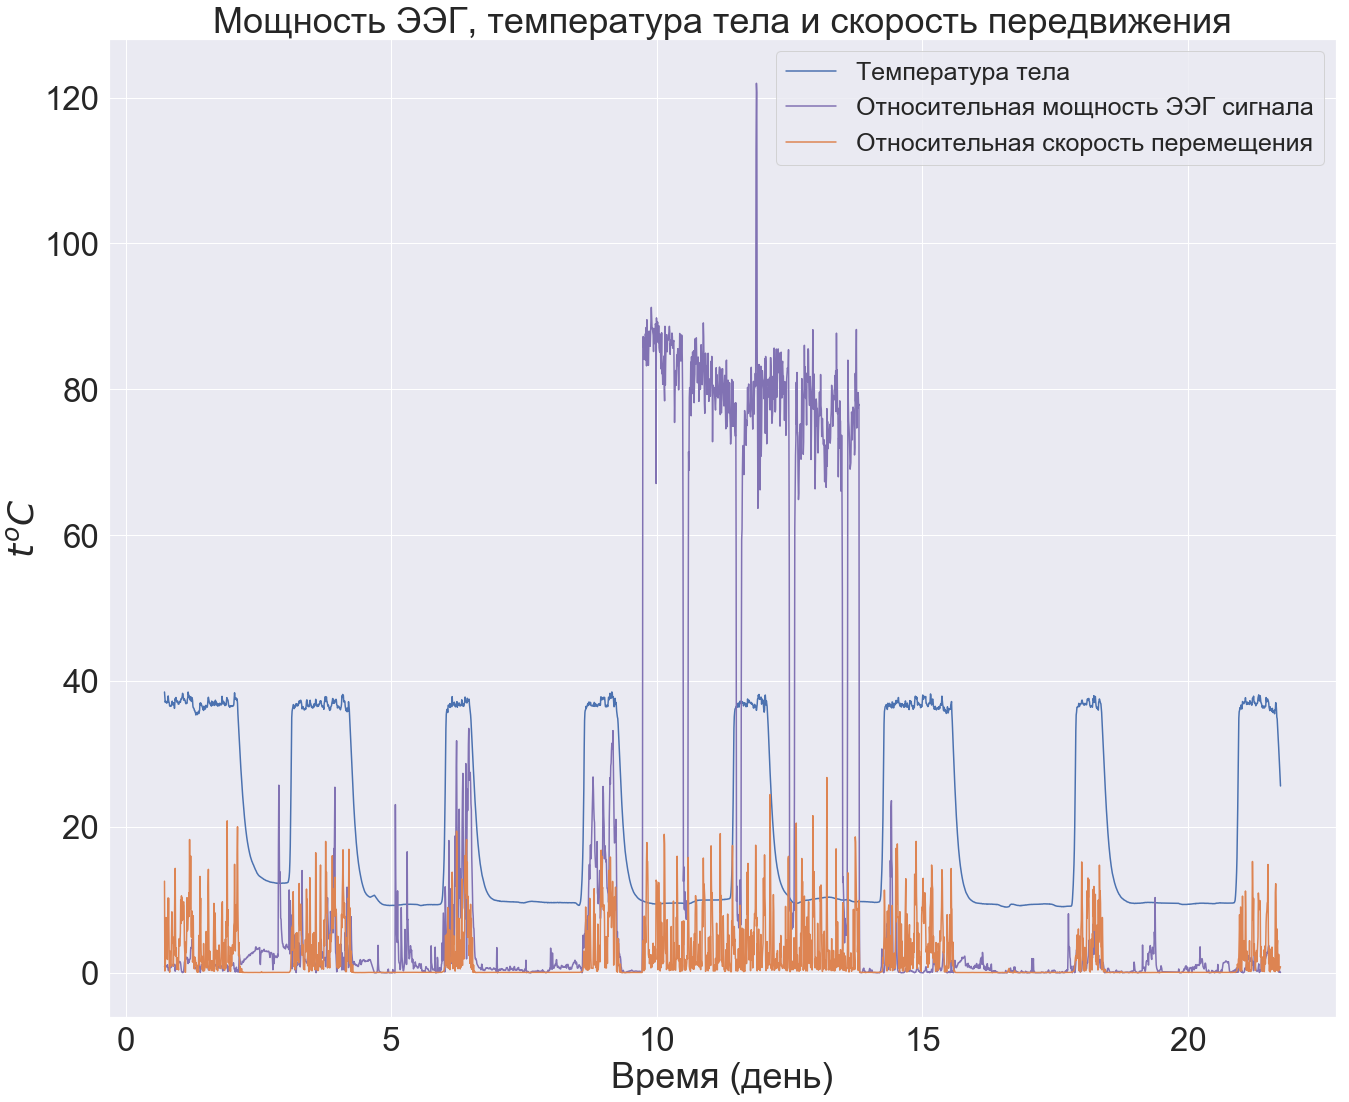 Мощность ЭЭГ, температура тела и скорость передвижения
Температура тела
Относительная мощность ЭЭГ сигнала
Относительная скорость перемещения
120
100
80
60
40
20
0
t°C
0 5 10 15 20
Время (день)